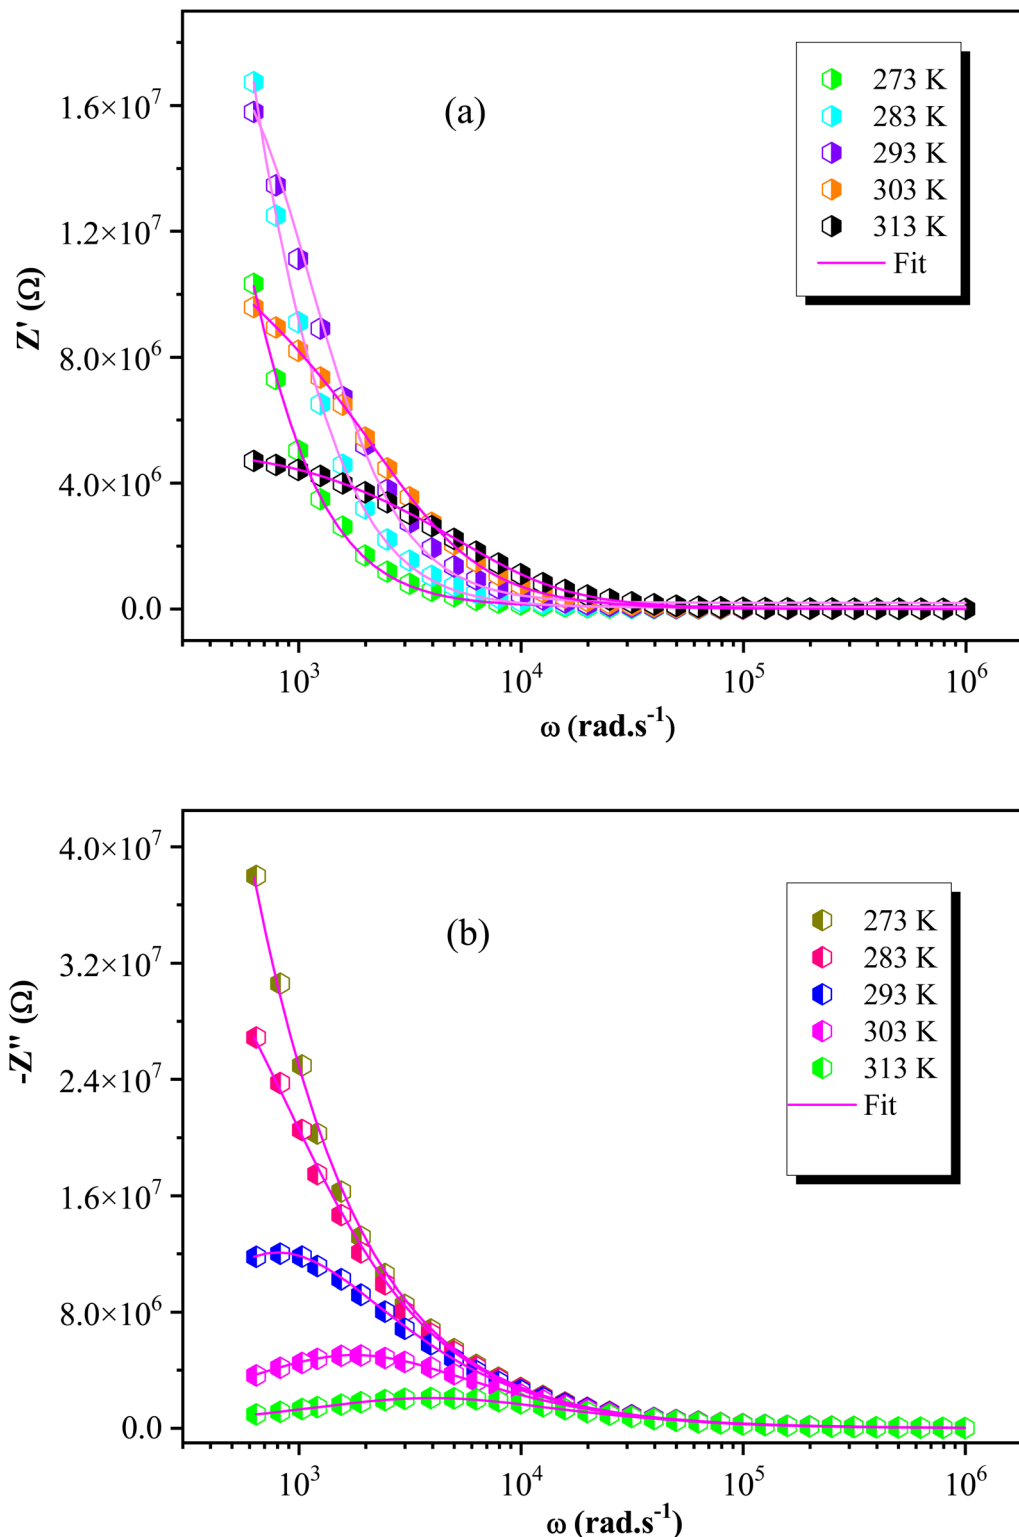 (a)
273 K
283 K
293 K
303 K
313 K
Fit
1.6×10⁷
1.2×10⁷
8.0×10⁶
4.0×10⁶
0.0
Z' (Ω)
10³ 10⁴ 10⁵ 10⁶
ω (rad.s⁻¹)
(b)
273 K
283 K
293 K
303 K
313 K
Fit
4.0×10⁷
3.2×10⁷
2.4×10⁷
1.6×10⁷
8.0×10⁶
0.0
-Z'' (Ω)
10³ 10⁴ 10⁵ 10⁶
ω (rad.s⁻¹)